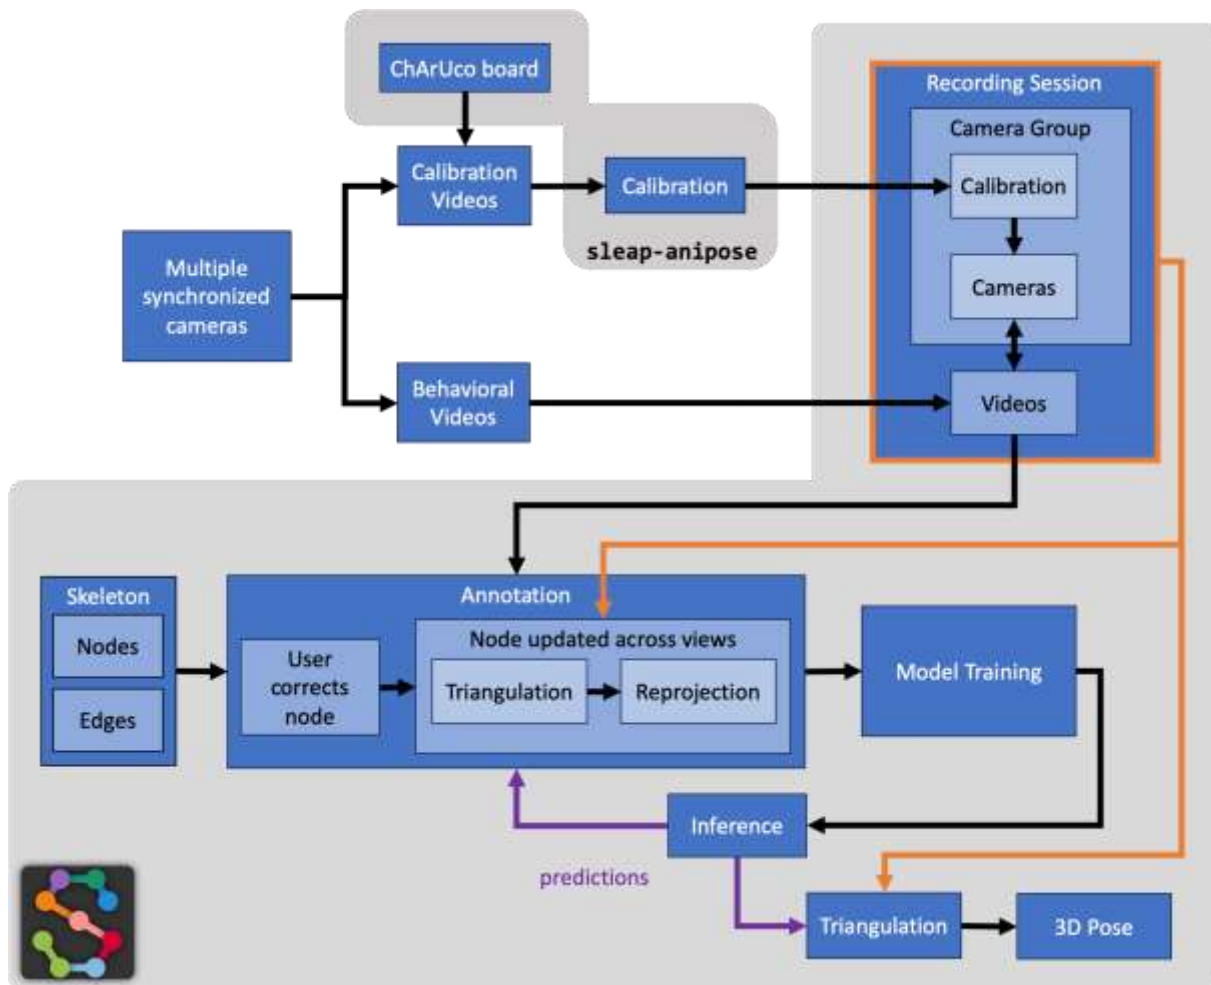 ChArUco board
Recording Session
Camera Group
Calibration
Videos
Calibration
Calibration
sleap-anipose
Multiple
synchronized
cameras
Cameras
Behavioral
Videos
Videos
Skeleton
Nodes
Edges
Annotation
User
corrects
node
Node updated across views
Triangulation
Reprojection
Model Training
Inference
predictions
Triangulation
3D Pose